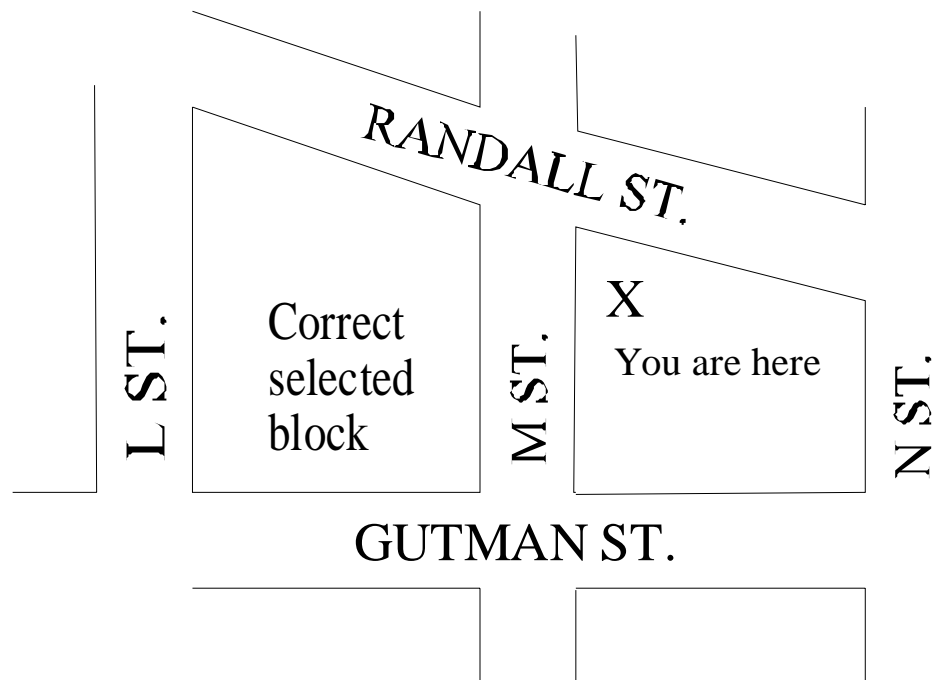 RANDALL ST.
X
You are here
Correct
selected
block
L ST.
M ST.
N ST.
GUTMAN ST.